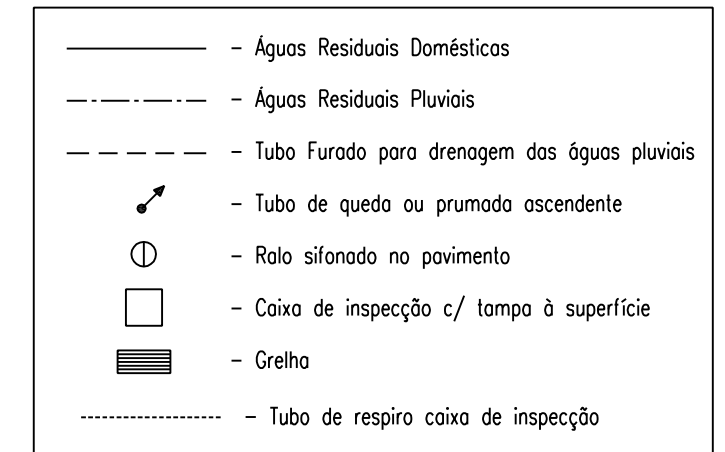 – Águas Residuais Domésticas
– Águas Residuais Pluviais
– Tubo Furado para drenagem das águas pluviais
– Tubo de queda ou prumada ascendente
– Ralo sifonado no pavimento
– Caixa de inspecção c/ tampa à superfície
– Grelha
– Tubo de respiro caixa de inspecção